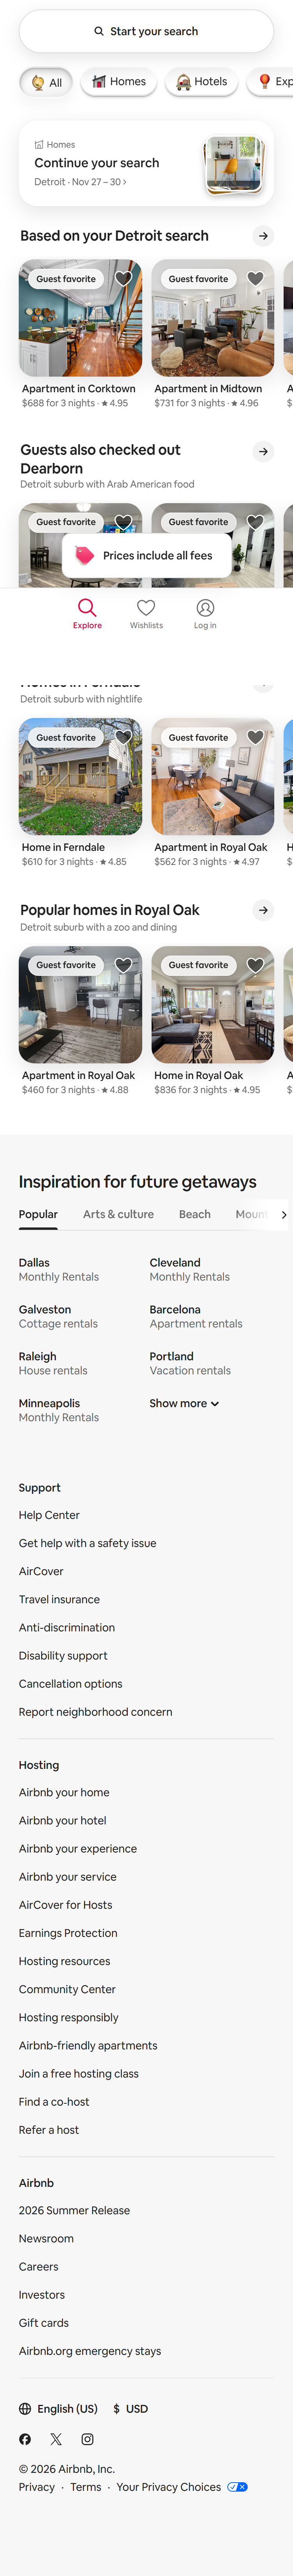 Start your search
All
Homes
Hotels
Exp
Homes
Continue your search
Detroit · Nov 27 – 30 ›
Based on your Detroit search
Guest favorite
Guest favorite
Apartment in Corktown
$688 for 3 nights · ★ 4.95
Apartment in Midtown
$731 for 3 nights · ★ 4.96
A
$
Guests also checked out
Dearborn
Detroit suburb with Arab American food
Guest favorite
Guest favorite
Prices include all fees
Explore
Wishlists
Log in
Homes in Ferndale
Detroit suburb with nightlife
Guest favorite
Guest favorite
Home in Ferndale
$610 for 3 nights · ★ 4.85
Apartment in Royal Oak
$562 for 3 nights · ★ 4.97
H
$
Popular homes in Royal Oak
Detroit suburb with a zoo and dining
Guest favorite
Guest favorite
Apartment in Royal Oak
$460 for 3 nights · ★ 4.88
Home in Royal Oak
$836 for 3 nights · ★ 4.95
A
$
Inspiration for future getaways
Popular
Arts & culture
Beach
Mount
Dallas
Monthly Rentals
Cleveland
Monthly Rentals
Galveston
Cottage rentals
Barcelona
Apartment rentals
Raleigh
House rentals
Portland
Vacation rentals
Minneapolis
Monthly Rentals
Show more
Support
Help Center
Get help with a safety issue
AirCover
Travel insurance
Anti-discrimination
Disability support
Cancellation options
Report neighborhood concern
Hosting
Airbnb your home
Airbnb your hotel
Airbnb your experience
Airbnb your service
AirCover for Hosts
Earnings Protection
Hosting resources
Community Center
Hosting responsibly
Airbnb-friendly apartments
Join a free hosting class
Find a co-host
Refer a host
Airbnb
2026 Summer Release
Newsroom
Careers
Investors
Gift cards
Airbnb.org emergency stays
English (US)
$ USD
© 2026 Airbnb, Inc.
Privacy · Terms · Your Privacy Choices